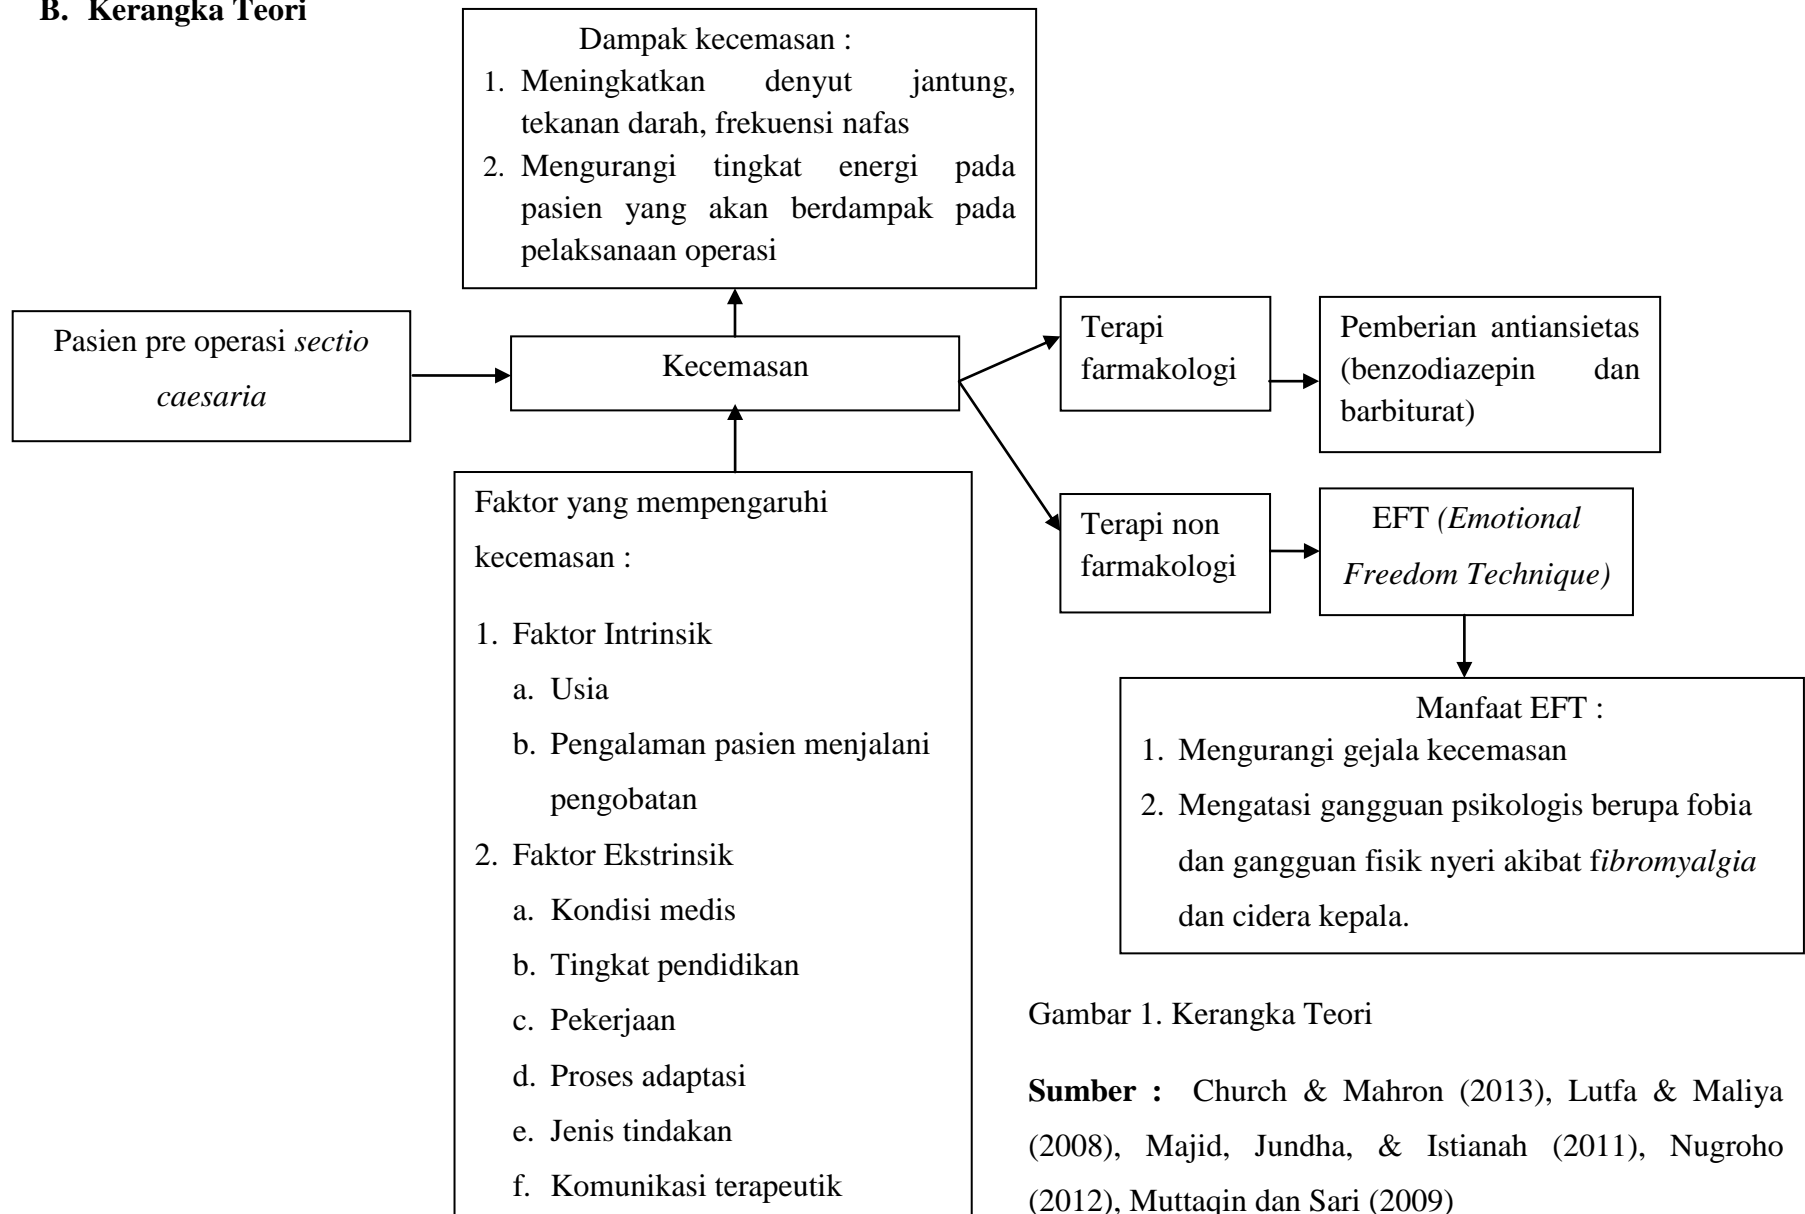 B. Kerangka Teori
Dampak kecemasan :
1. Meningkatkan denyut jantung,
tekanan darah, frekuensi nafas
2. Mengurangi tingkat energi pada
pasien yang akan berdampak pada
pelaksanaan operasi
Pasien pre operasi sectio
caesaria
Kecemasan
Terapi
farmakologi
Pemberian antiansietas
(benzodiazepin dan
barbiturat)
Faktor yang mempengaruhi
kecemasan :
1. Faktor Intrinsik
a. Usia
b. Pengalaman pasien menjalani
pengobatan
2. Faktor Ekstrinsik
a. Kondisi medis
b. Tingkat pendidikan
c. Pekerjaan
d. Proses adaptasi
e. Jenis tindakan
f. Komunikasi terapeutik
Terapi non
farmakologi
EFT (Emotional
Freedom Technique)
Manfaat EFT :
1. Mengurangi gejala kecemasan
2. Mengatasi gangguan psikologis berupa fobia
dan gangguan fisik nyeri akibat fibromyalgia
dan cidera kepala.
Gambar 1. Kerangka Teori
Sumber : Church & Mahron (2013), Lutfa & Maliya
(2008), Majid, Jundha, & Istianah (2011), Nugroho
(2012), Muttaqin dan Sari (2009)